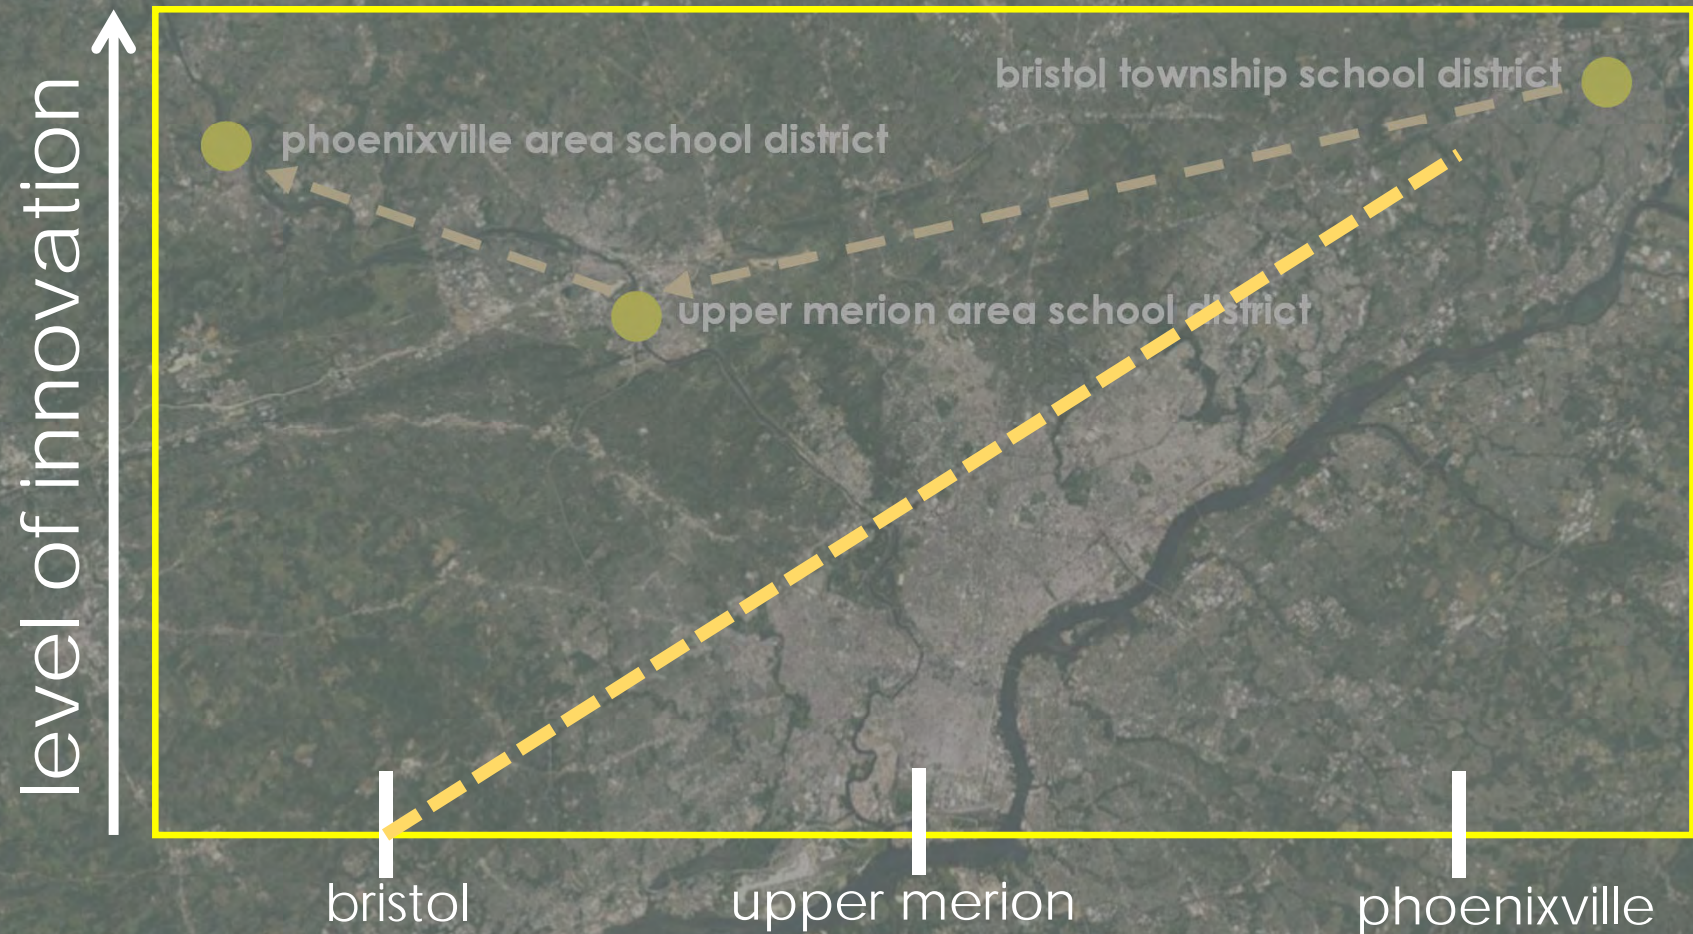 level of innovation
bristol township school district
phoenixville area school district
upper merion area school district
bristol
upper merion
phoenixville